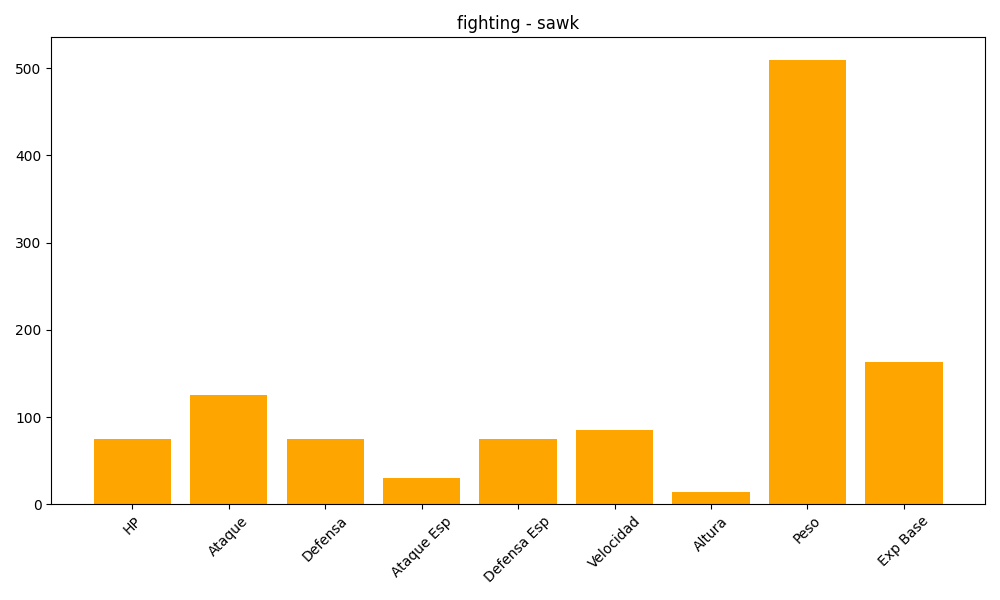 fighting - sawk
500
400
300
200
100
0
HP
Ataque
Defensa
Ataque Esp
Defensa Esp
Velocidad
Altura
Peso
Exp Base